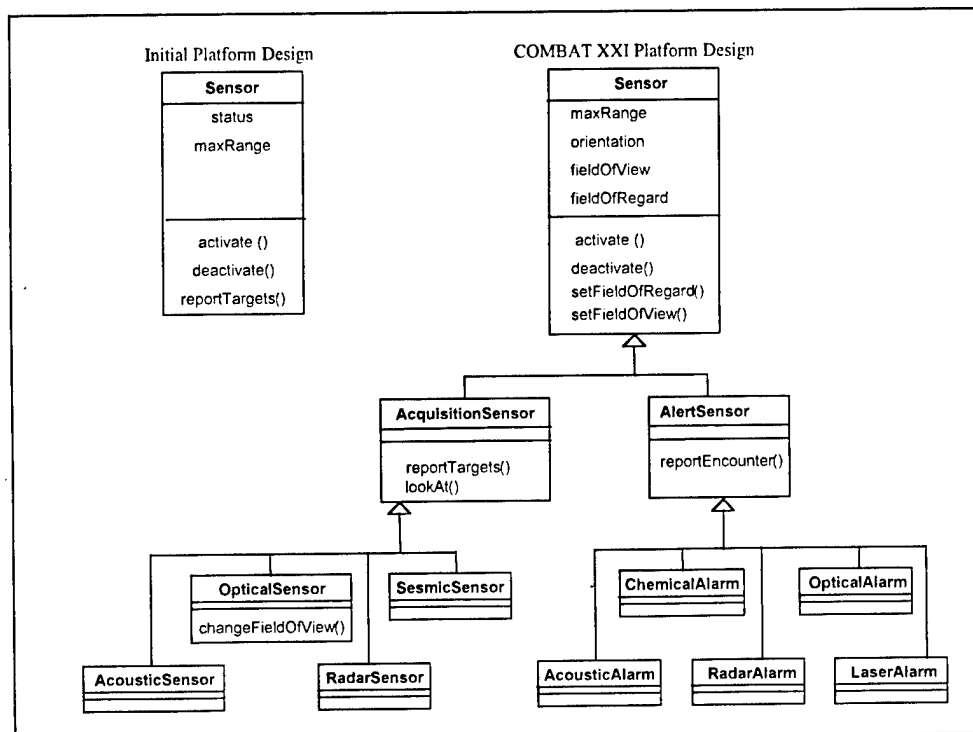 Initial Platform Design
Sensor
status
maxRange
activate ()
deactivate()
reportTargets()
COMBAT XXI Platform Design
Sensor
maxRange
orientation
fieldOfView
fieldOfRegard
activate ()
deactivate()
setFieldOfRegard()
setFieldOfView()
AcquisitionSensor
reportTargets()
lookAt()
AlertSensor
reportEncounter()
OpticalSensor
changeFieldOfView()
SesmicSensor
AcousticSensor
RadarSensor
ChemicalAlarm
OpticalAlarm
AcousticAlarm
RadarAlarm
LaserAlarm